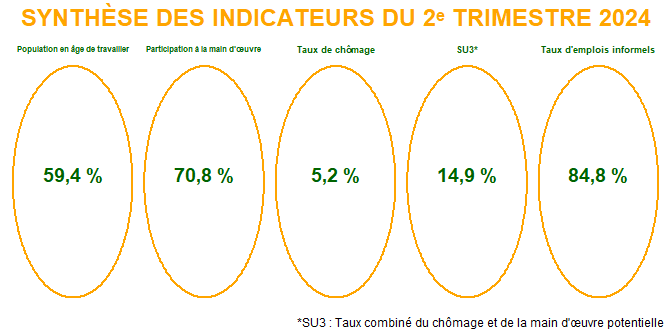 SYNTHÈSE DES INDICATEURS DU 2e TRIMESTRE 2024
Population en âge de travailler
Participation à la main d'œuvre
Taux de chômage
SU3*
Taux d'emplois informels
59,4 %
70,8 %
5,2 %
14,9 %
84,8 %
*SU3 : Taux combiné du chômage et de la main d'œuvre potentielle